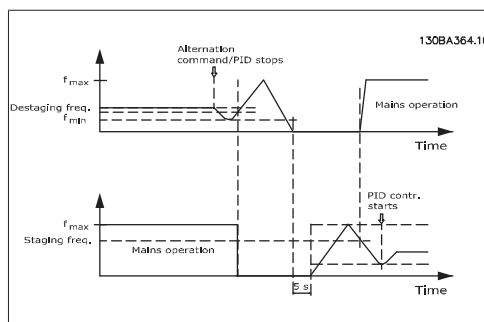 130BA364.10
Alternation
command/PID stops
f max
Destaging freq.
f min
Mains operation
Time
PID contr.
starts
f max
Staging freq.
Mains operation
5 s
Time